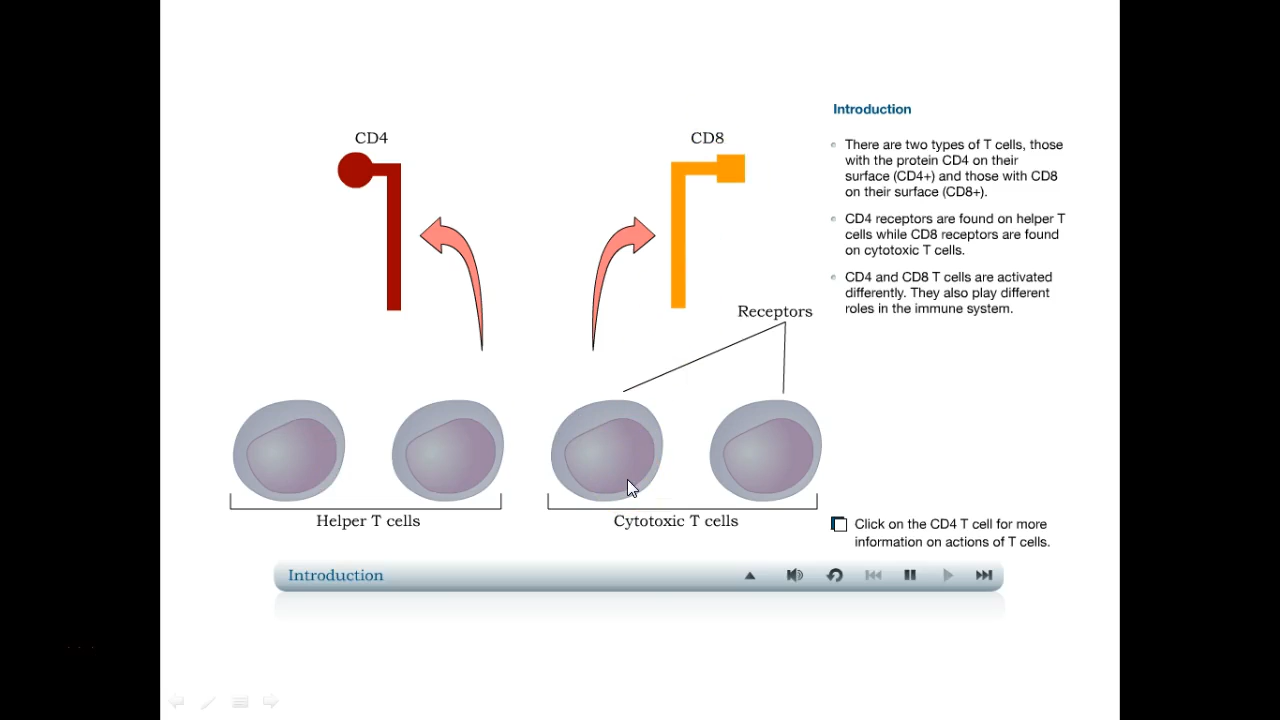 CD4
CD8
Receptors
Helper T cells
Cytotoxic T cells
Introduction
There are two types of T cells, those
with the protein CD4 on their
surface (CD4+) and those with CD8
on their surface (CD8+).
CD4 receptors are found on helper T
cells while CD8 receptors are found
on cytotoxic T cells.
CD4 and CD8 T cells are activated
differently. They also play different
roles in the immune system.
Click on the CD4 T cell for more
information on actions of T cells.
Introduction